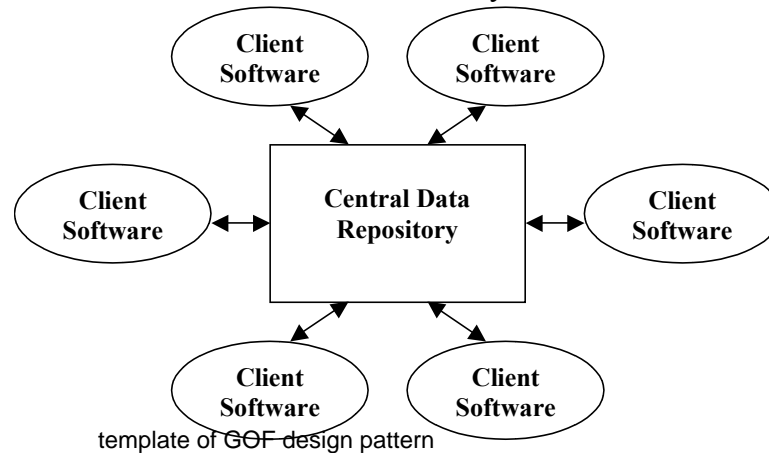 Client
Software
Client
Software
Client
Software
Central Data
Repository
Client
Software
Client
Software
Client
Software
template of GOF design pattern